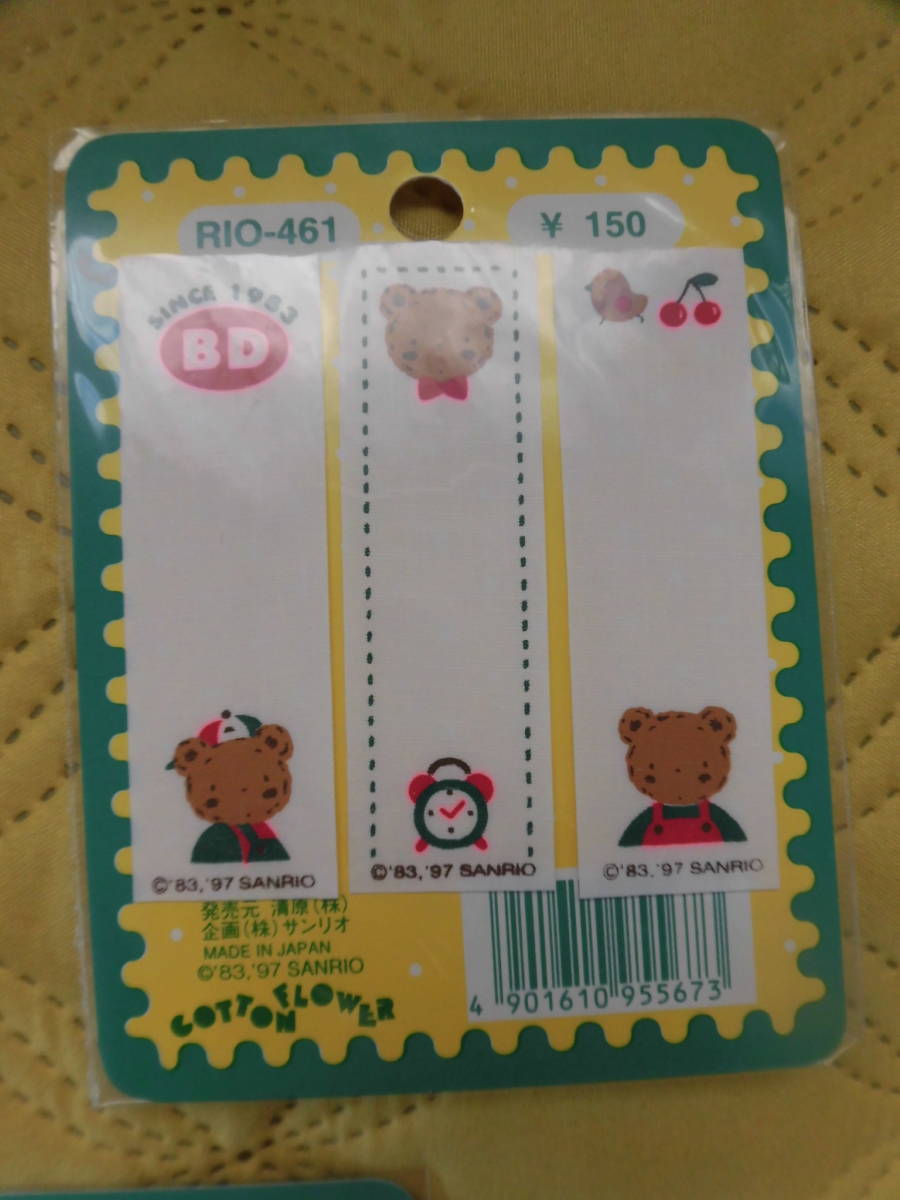 RIO-461
¥ 150
SINCE 1983
BD
©'83,'97 SANRIO
©'83,'97 SANRIO
©'83,'97 SANRIO
発売元 清原(株)
企画(株)サンリオ
MADE IN JAPAN
©'83,'97 SANRIO
COTTON FLOWER
4 901610 955673